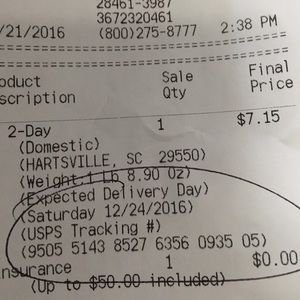 28461-3987
3672320461
/21/2016 (800)275-8777 2:38 PM
oduct Sale Final
scription Qty Price
2-Day 1 $7.15
(Domestic)
(HARTSVILLE, SC 29550)
(Weight:1 Lb 8.90 Oz)
(Expected Delivery Day)
(Saturday 12/24/2016)
(USPS Tracking #)
(9505 5143 8527 6356 0935 05)
nsurance 1 $0.00
(Up to $50.00 included)